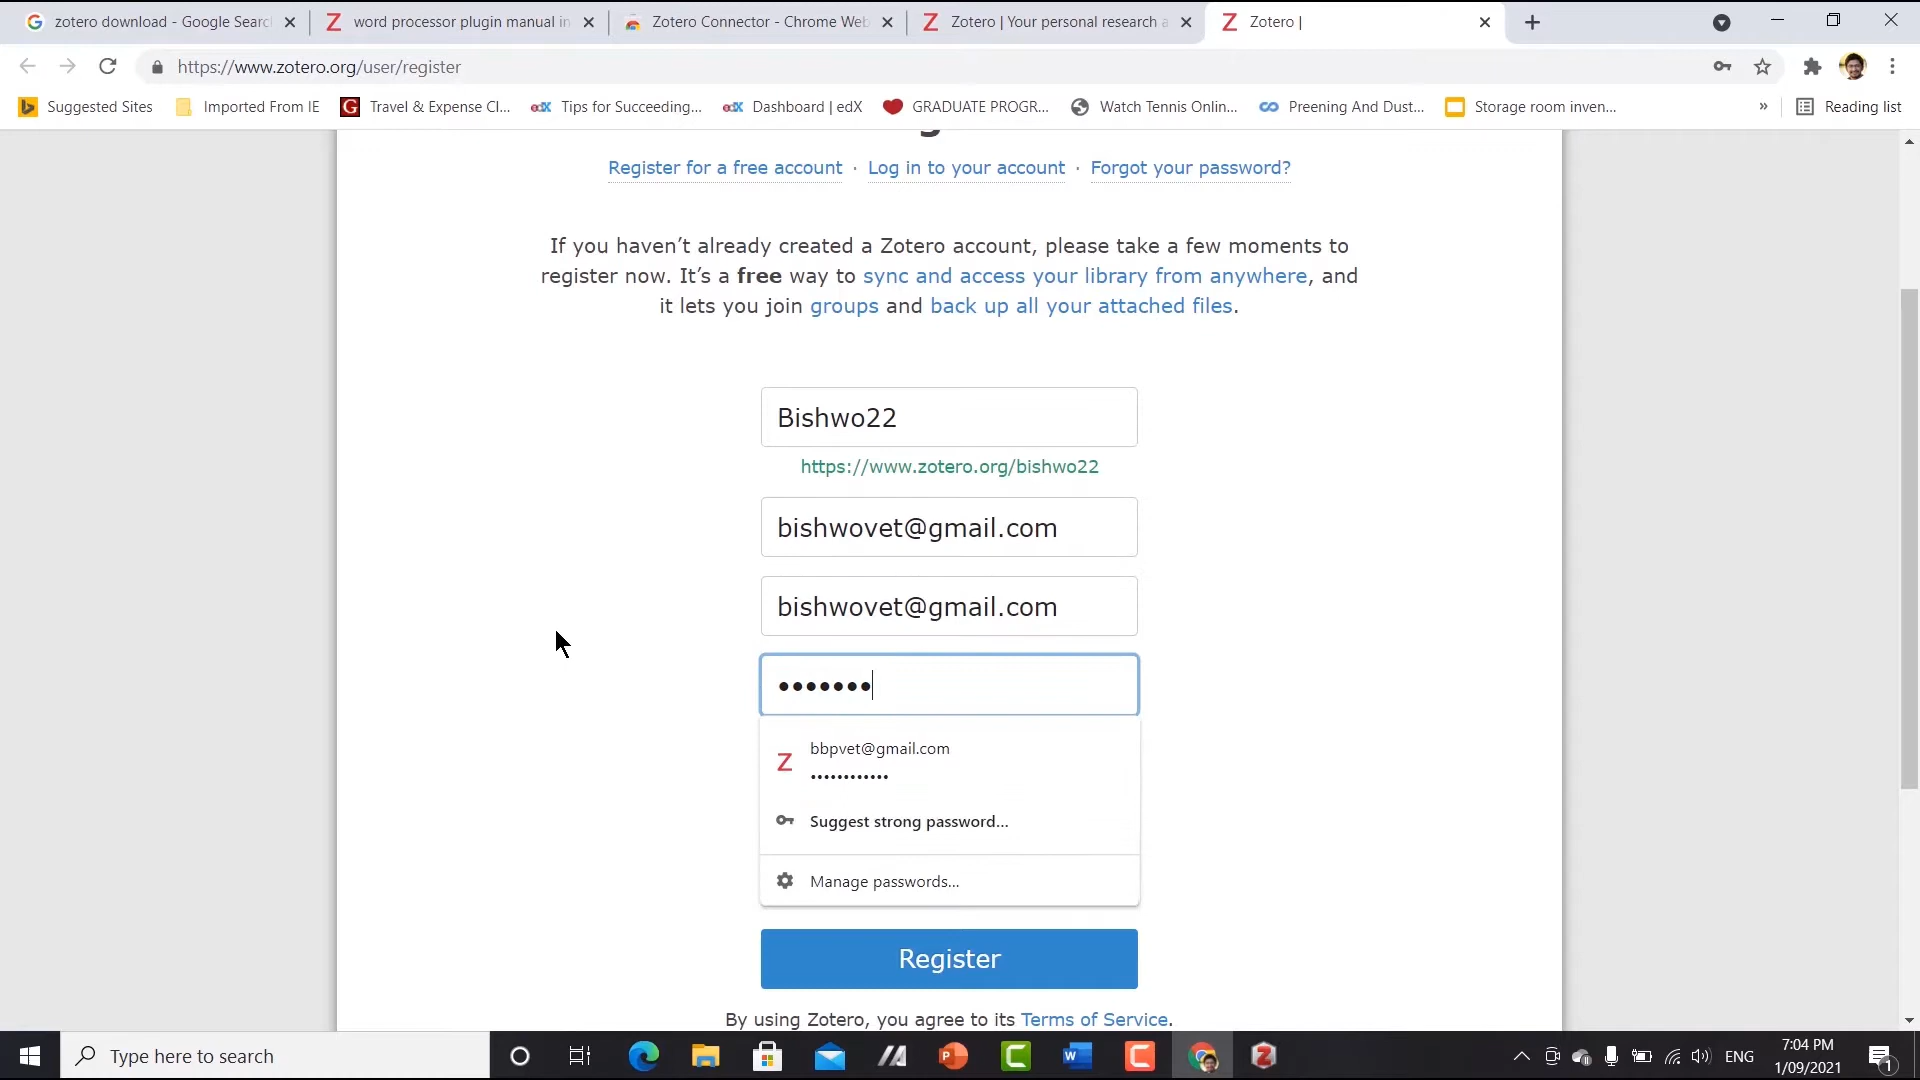 zotero download - Google Searc
word processor plugin manual in
Zotero Connector - Chrome Web
Zotero | Your personal research a
Zotero |
https://www.zotero.org/user/register
Suggested Sites
Imported From IE
Travel & Expense Cl...
Tips for Succeeding...
Dashboard | edX
GRADUATE PROGR...
Watch Tennis Onlin...
Preening And Dust...
Storage room inven...
»
Reading list
Register for a free account · Log in to your account · Forgot your password?
If you haven’t already created a Zotero account, please take a few moments to
register now. It’s a free way to sync and access your library from anywhere, and
it lets you join groups and back up all your attached files.
Bishwo22
https://www.zotero.org/bishwo22
bishwovet@gmail.com
bishwovet@gmail.com
•••••••
bbpvet@gmail.com
••••••••••••
Suggest strong password...
Manage passwords...
Register
By using Zotero, you agree to its Terms of Service.
Type here to search
ENG
7:04 PM
1/09/2021
1